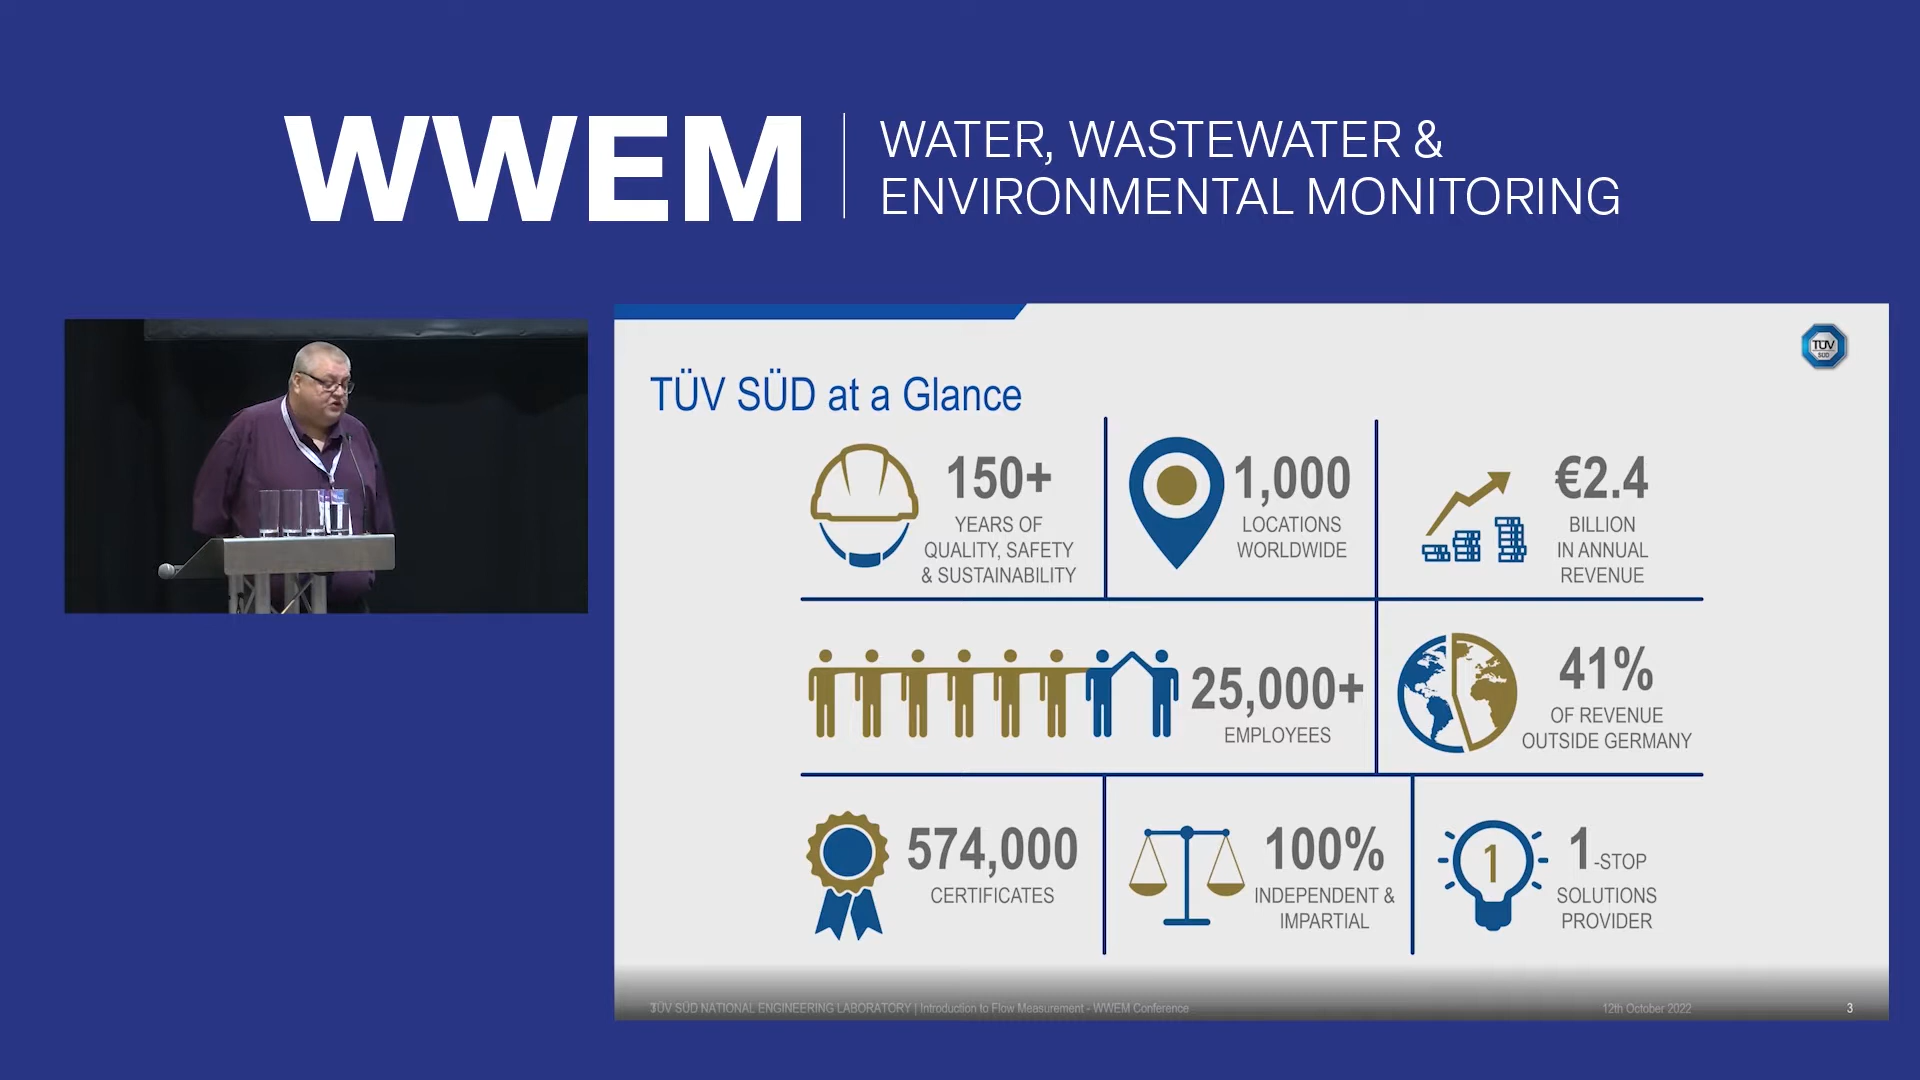 WWEM
WATER, WASTEWATER &
ENVIRONMENTAL MONITORING
TÜV
SÜD
TÜV SÜD at a Glance
150+
YEARS OF
QUALITY, SAFETY
& SUSTAINABILITY
1,000
LOCATIONS
WORLDWIDE
€2.4
BILLION
IN ANNUAL
REVENUE
25,000+
EMPLOYEES
41%
OF REVENUE
OUTSIDE GERMANY
574,000
CERTIFICATES
100%
INDEPENDENT &
IMPARTIAL
1
1-STOP
SOLUTIONS
PROVIDER
TÜV SÜD NATIONAL ENGINEERING LABORATORY | Introduction to Flow Measurement - WWEM Conference
12th October 2022
3